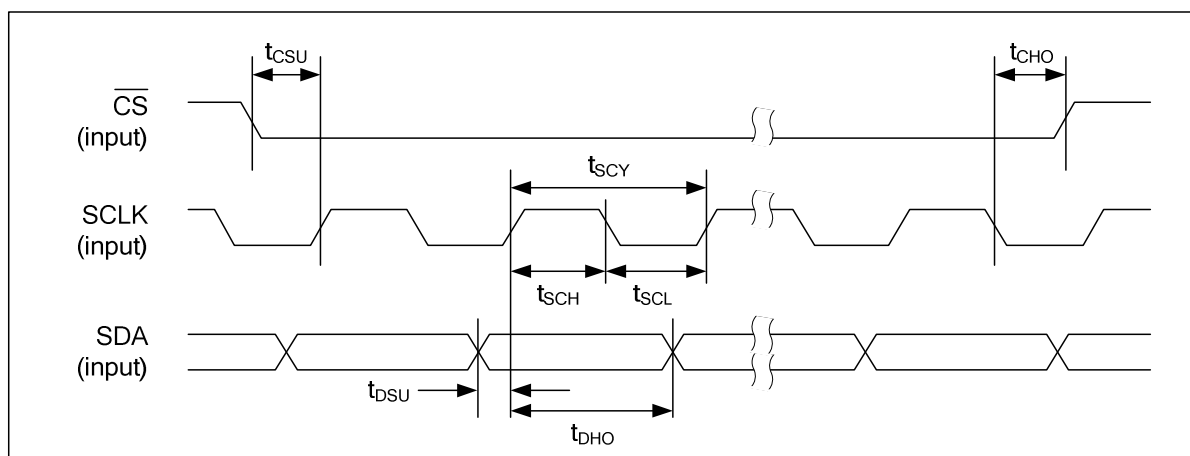 tCSU
tCHO
CS
(input)
tSCY
SCLK
(input)
tSCH
tSCL
SDA
(input)
tDSU
tDHO